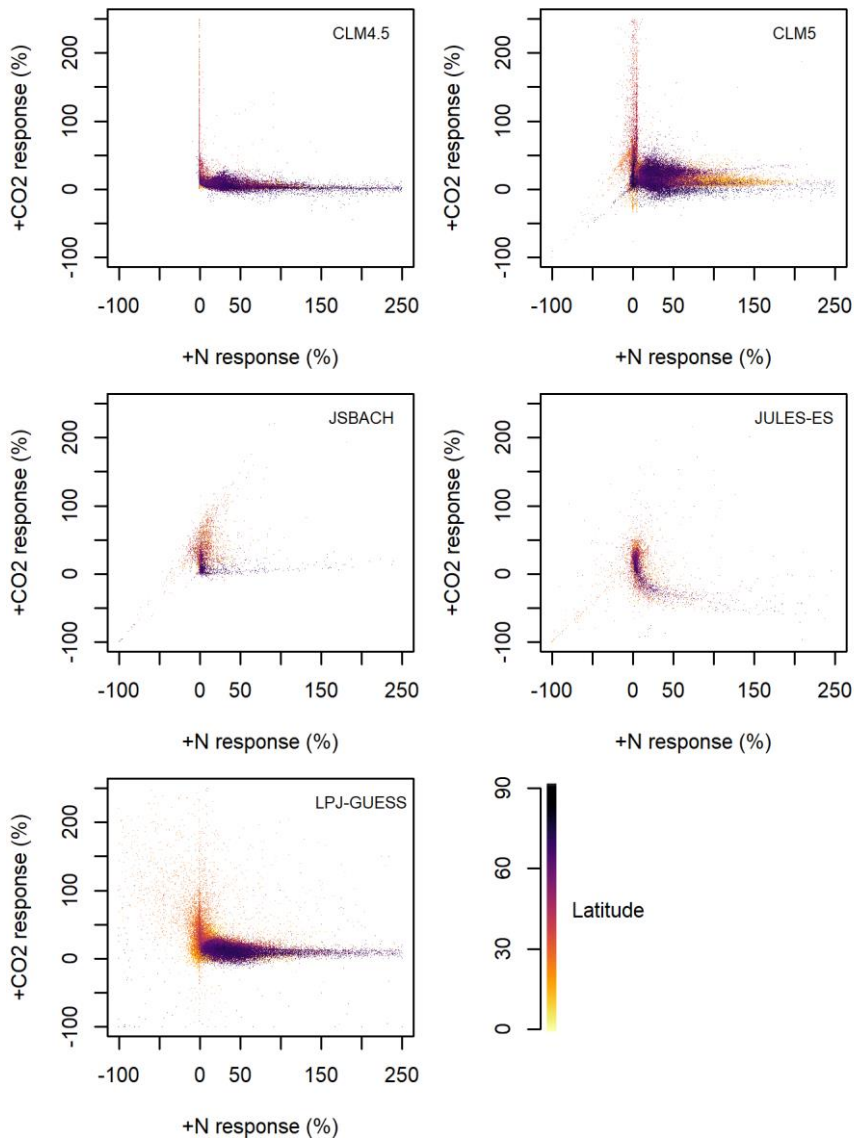 CLM4.5
+CO2 response (%)
200
100
0
-100
-100 0 50 150 250
+N response (%)
CLM5
+CO2 response (%)
200
100
0
-100
-100 0 50 150 250
+N response (%)
JSBACH
+CO2 response (%)
200
100
0
-100
-100 0 50 150 250
+N response (%)
JULES-ES
+CO2 response (%)
200
100
0
-100
-100 0 50 150 250
+N response (%)
LPJ-GUESS
+CO2 response (%)
200
100
0
-100
-100 0 50 150 250
+N response (%)
90
60
30
0
Latitude